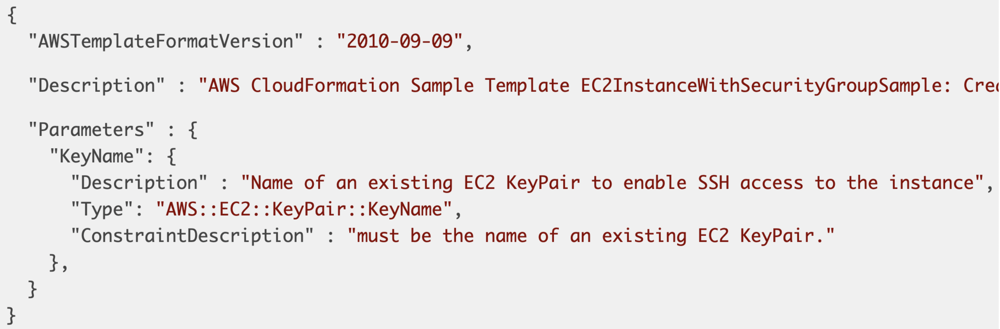 {
"AWSTemplateFormatVersion" : "2010-09-09",
"Description" : "AWS CloudFormation Sample Template EC2InstanceWithSecurityGroupSample:
"Parameters" : {
"KeyName": {
"Description" : "Name of an existing EC2 KeyPair to enable SSH access to the instance",
"Type": "AWS::EC2::KeyPair::KeyName",
"ConstraintDescription" : "must be the name of an existing EC2 KeyPair."
},
}
}